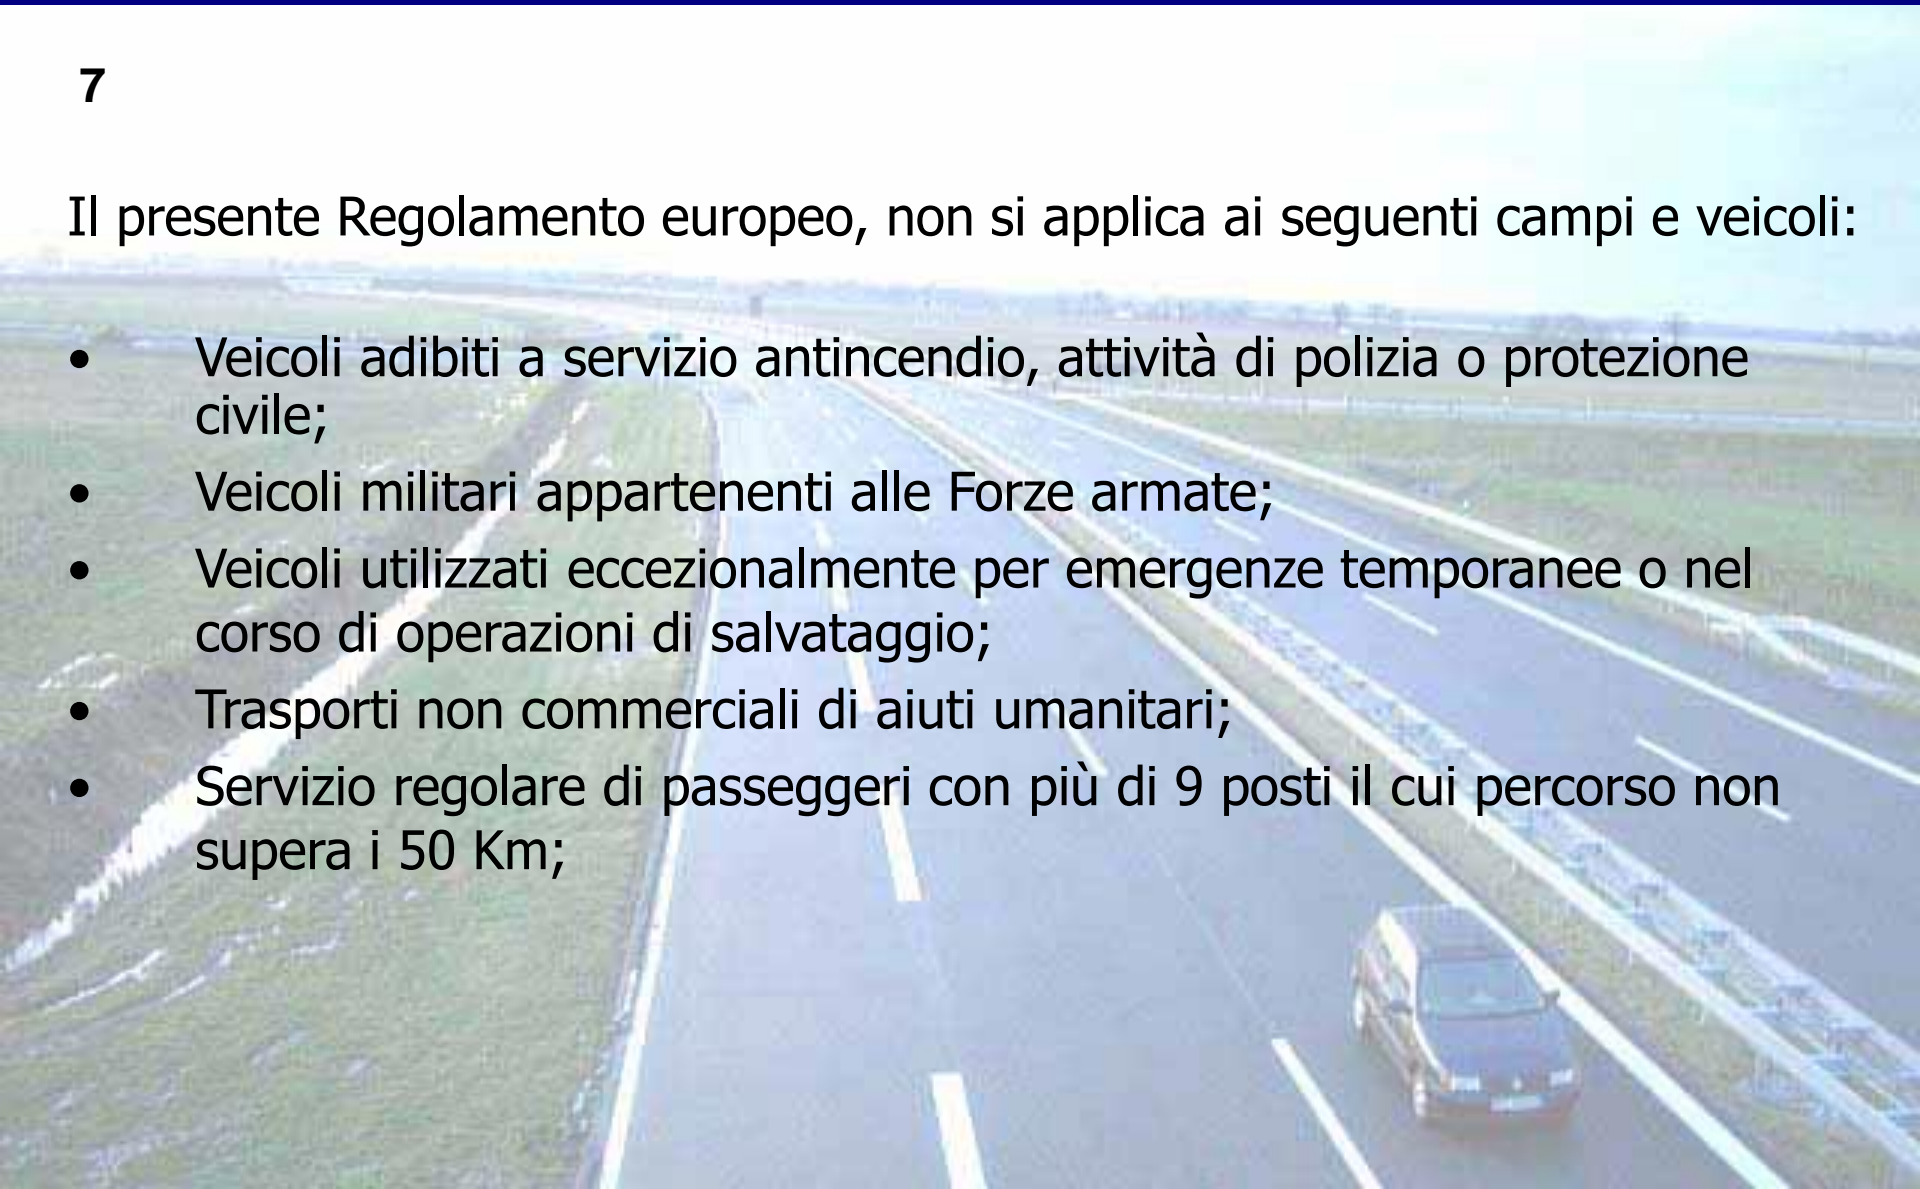 7
Il presente Regolamento europeo, non si applica ai seguenti campi e veicoli:
• Veicoli adibiti a servizio antincendio, attività di polizia o protezione
civile;
• Veicoli militari appartenenti alle Forze armate;
• Veicoli utilizzati eccezionalmente per emergenze temporanee o nel
corso di operazioni di salvataggio;
• Trasporti non commerciali di aiuti umanitari;
• Servizio regolare di passeggeri con più di 9 posti il cui percorso non
supera i 50 Km;